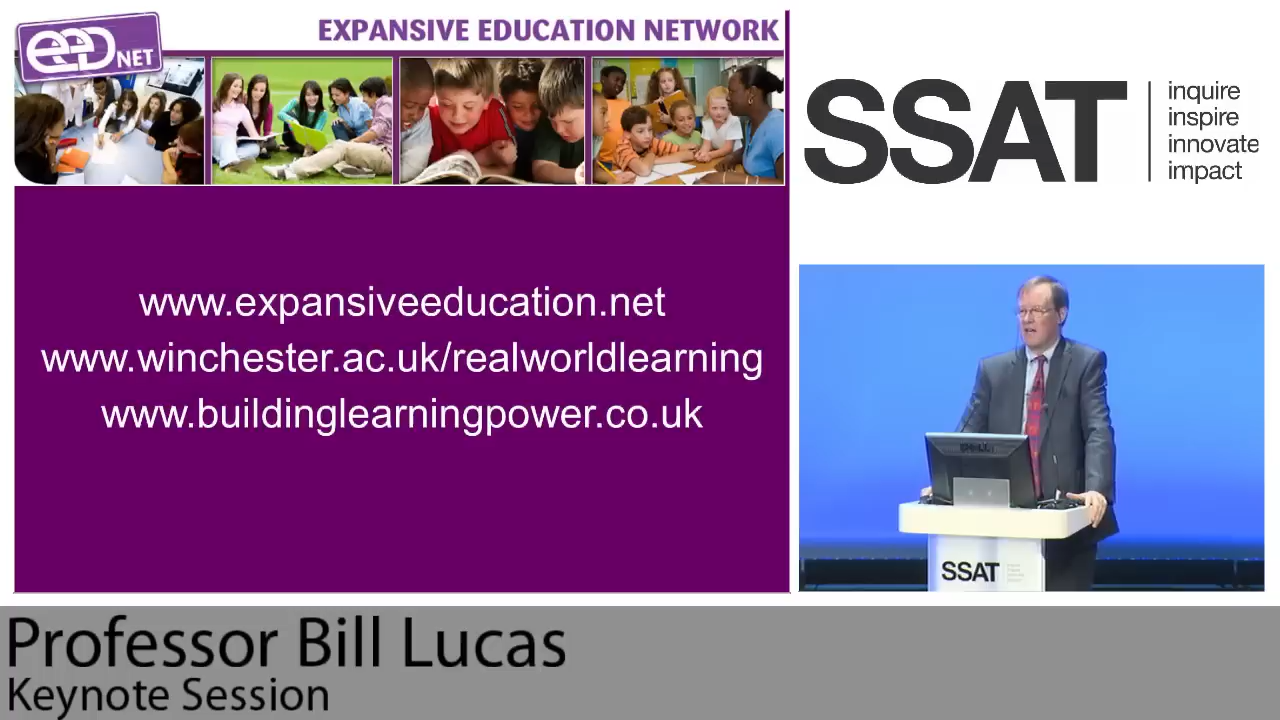 eeD NET
EXPANSIVE EDUCATION NETWORK
www.expansiveeducation.net
www.winchester.ac.uk/realworldlearning
www.buildinglearningpower.co.uk
SSAT
inquire
inspire
innovate
impact
DELL
SSAT
Professor Bill Lucas
Keynote Session